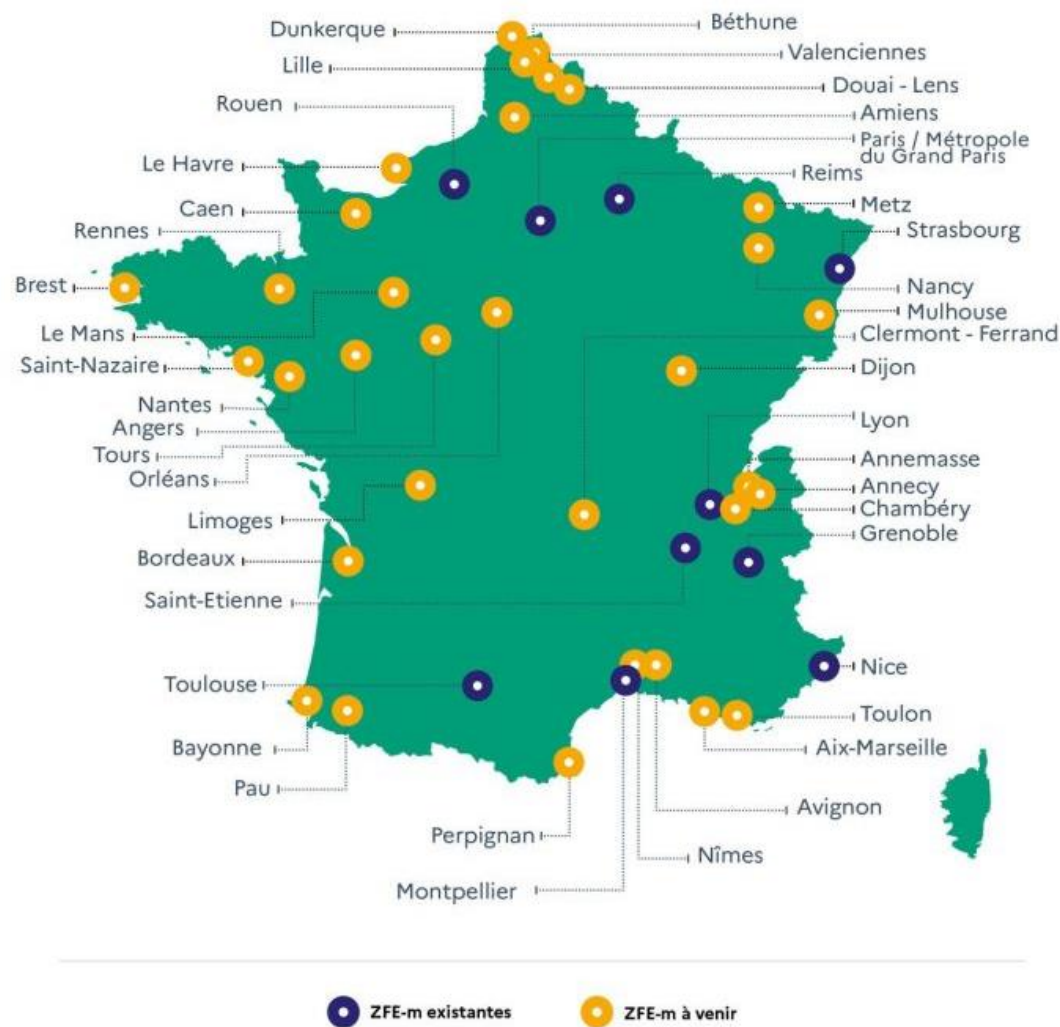 Dunkerque
Béthune
Valenciennes
Lille
Douai - Lens
Rouen
Amiens
Paris / Métropole
du Grand Paris
Le Havre
Reims
Caen
Metz
Rennes
Strasbourg
Brest
Nancy
Mulhouse
Le Mans
Clermont - Ferrand
Saint-Nazaire
Dijon
Nantes
Lyon
Angers
Tours
Annemasse
Orléans
Annecy
Chambéry
Limoges
Grenoble
Bordeaux
Saint-Etienne
Nice
Toulouse
Toulon
Bayonne
Aix-Marseille
Pau
Avignon
Perpignan
Nîmes
Montpellier
ZFE-m existantes
ZFE-m à venir